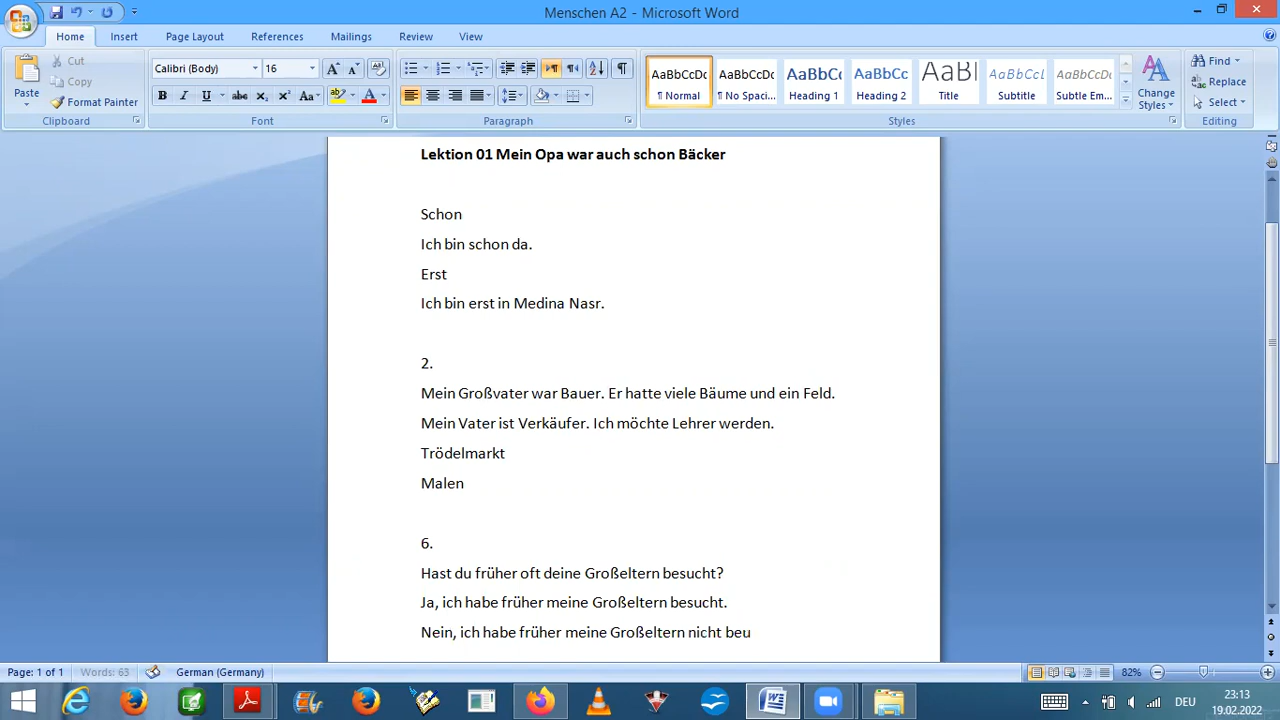 Menschen A2 - Microsoft Word
Home Insert Page Layout References Mailings Review View
Paste
Cut
Copy
Format Painter
Clipboard
Calibri (Body) 16
Font
Paragraph
AaBbCcDc AaBbCcDc AaBbC AaBbCc AaBl AaBbCcI AaBbCcDc
¶ Normal ¶ No Spaci... Heading 1 Heading 2 Title Subtitle Subtle Em...
Change Styles
Styles
Find
Replace
Select
Editing
Lektion 01 Mein Opa war auch schon Bäcker
Schon
Ich bin schon da.
Erst
Ich bin erst in Medina Nasr.
2.
Mein Großvater war Bauer. Er hatte viele Bäume und ein Feld.
Mein Vater ist Verkäufer. Ich möchte Lehrer werden.
Trödelmarkt
Malen
6.
Hast du früher oft deine Großeltern besucht?
Ja, ich habe früher meine Großeltern besucht.
Nein, ich habe früher meine Großeltern nicht beu
Page: 1 of 1 Words: 63 German (Germany) 82%
DEU 23:13
19.02.2022